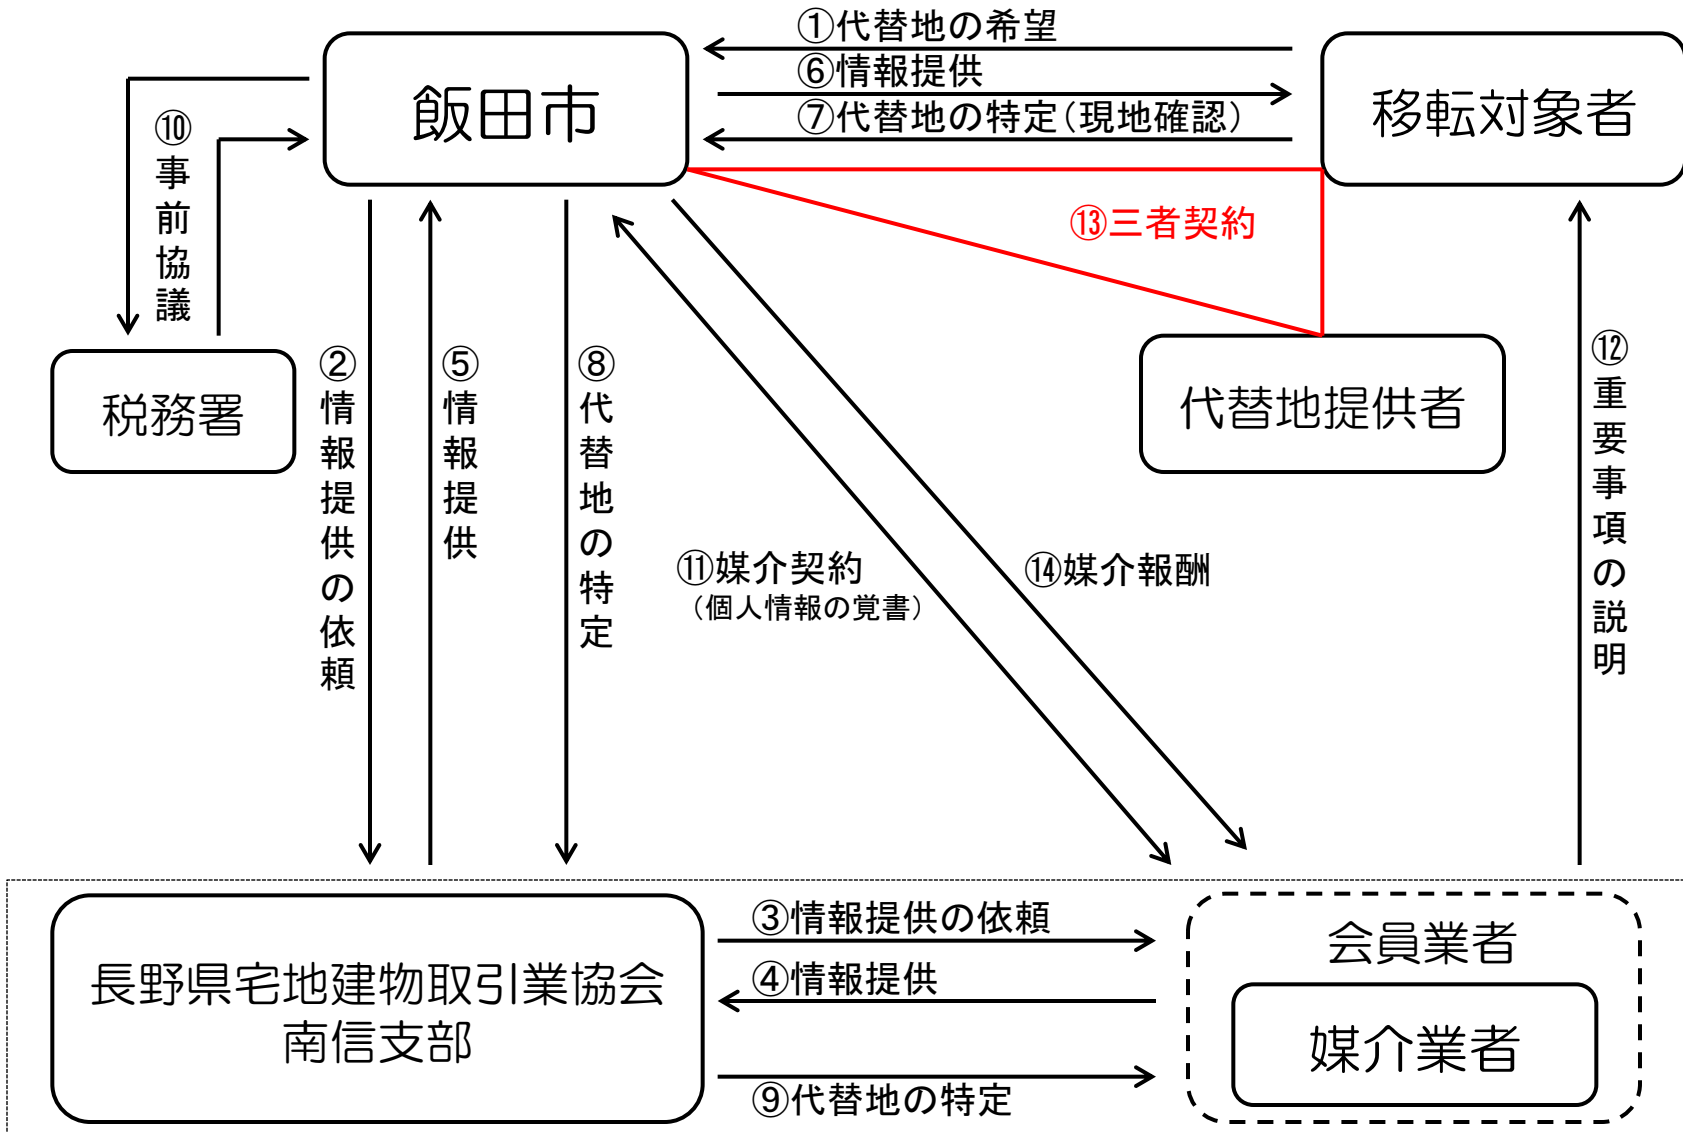 ①代替地の希望
⑥情報提供
⑦代替地の特定(現地確認)
飯田市
移転対象者
⑩事前協議
⑬三者契約
税務署
代替地提供者
②情報提供の依頼
⑤情報提供
⑧代替地の特定
⑫重要事項の説明
⑪媒介契約
（個人情報の覚書）
⑭媒介報酬
③情報提供の依頼
④情報提供
⑨代替地の特定
長野県宅地建物取引業協会
南信支部
会員業者
媒介業者